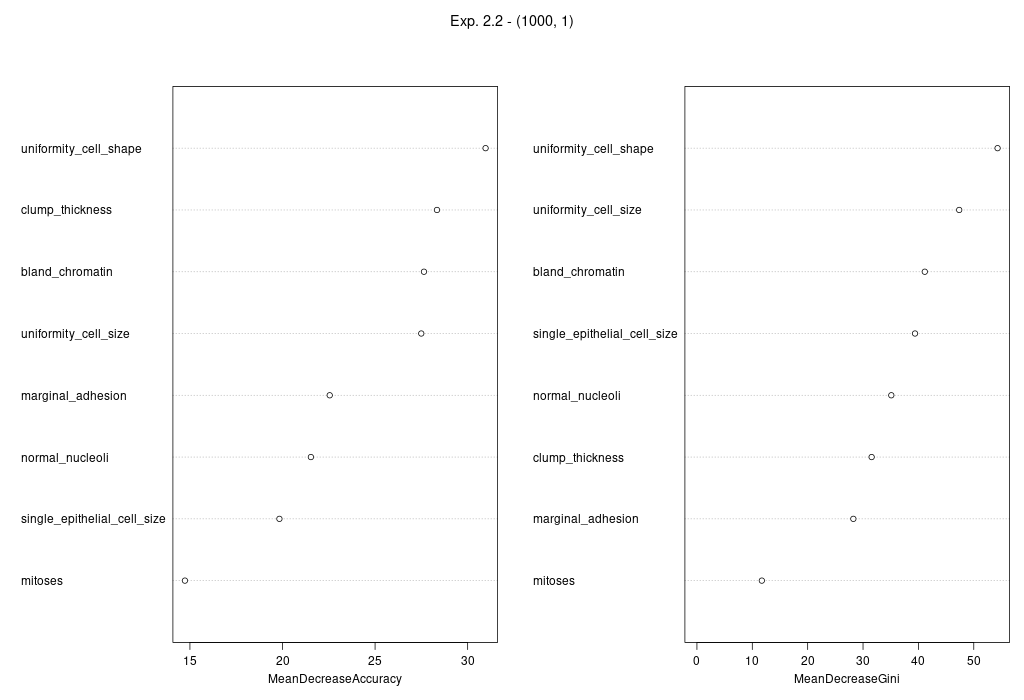 Exp. 2.2 - (1000, 1)
uniformity_cell_shape
clump_thickness
bland_chromatin
uniformity_cell_size
marginal_adhesion
normal_nucleoli
single_epithelial_cell_size
mitoses
15 20 25 30
MeanDecreaseAccuracy
uniformity_cell_shape
uniformity_cell_size
bland_chromatin
single_epithelial_cell_size
normal_nucleoli
clump_thickness
marginal_adhesion
mitoses
0 10 20 30 40 50
MeanDecreaseGini